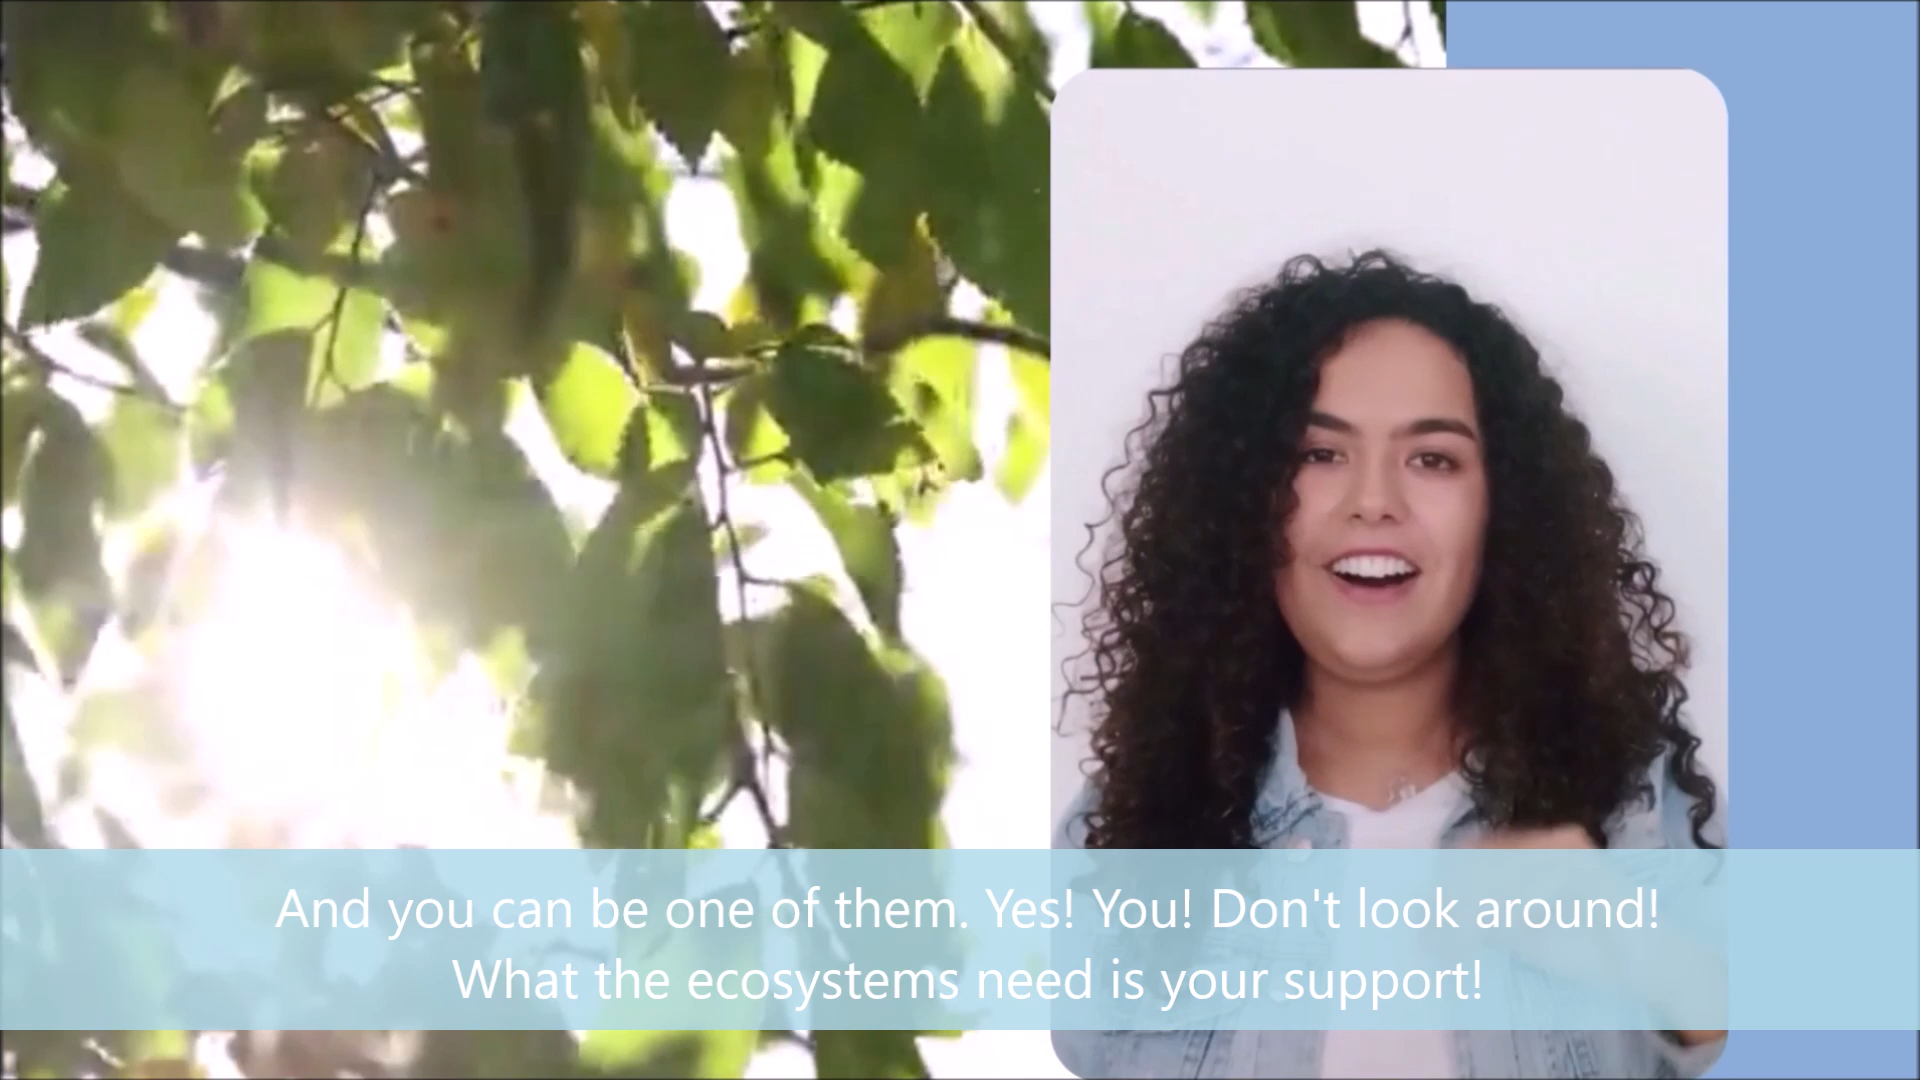 And you can be one of them. Yes! You! Don't look around!
What the ecosystems need is your support!